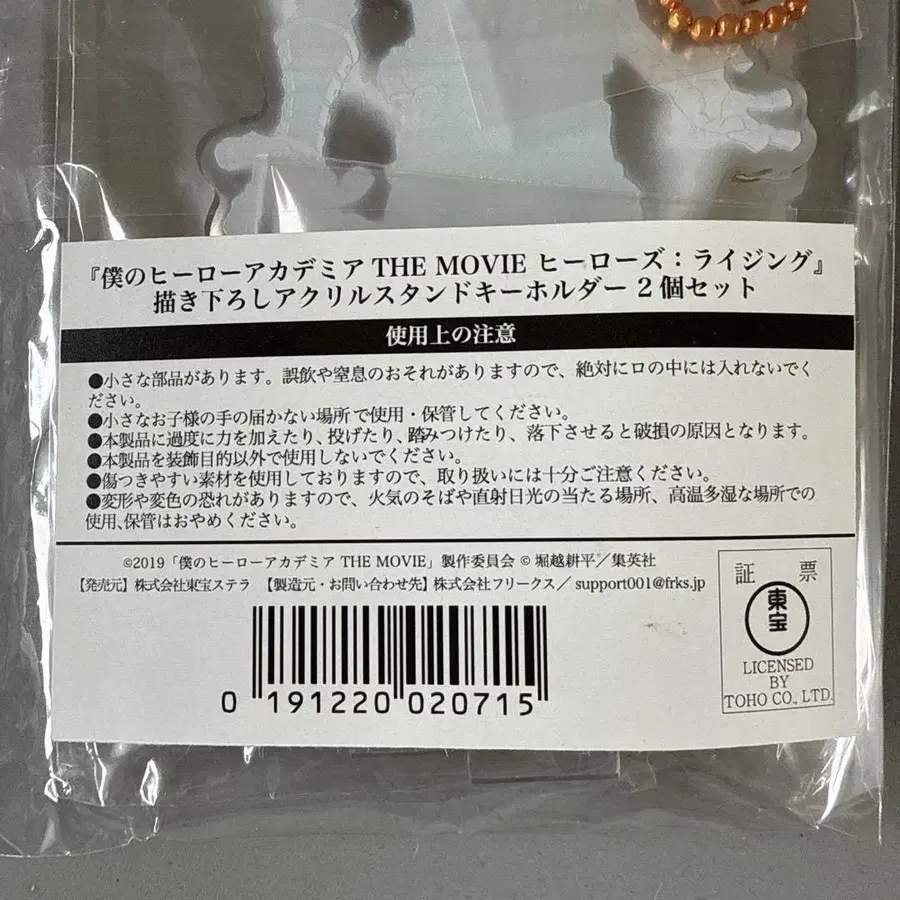 『僕のヒーローアカデミア THE MOVIE ヒーローズ：ライジング』
描き下ろしアクリルスタンドキーホルダー 2個セット
使用上の注意
●小さな部品があります。誤飲や窒息のおそれがありますので、絶対に口の中には入れないでく
ださい。
●小さなお子様の手の届かない場所で使用・保管してください。
●本製品に過度に力を加えたり、投げたり、踏みつけたり、落下させると破損の原因となります。
●本製品を装飾目的以外で使用しないでください。
●傷つきやすい素材を使用しておりますので、取り扱いには十分ご注意ください。
●変形や変色の恐れがありますので、火気のそばや直射日光の当たる場所、高温多湿な場所での
使用、保管はおやめください。
©2019「僕のヒーローアカデミア THE MOVIE」製作委員会 © 堀越耕平／集英社
【発売元】株式会社東宝ステラ 【製造元・お問い合わせ先】株式会社フリークス／ support001@frks.jp
0 191220 020715
証 票
東宝
LICENSED
BY
TOHO CO., LTD.